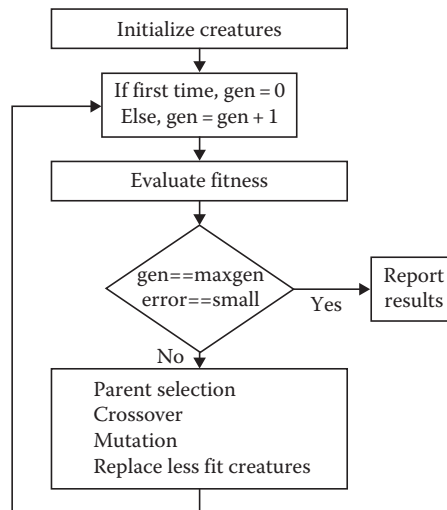 Initialize creatures
If first time, gen = 0
Else, gen = gen + 1
Evaluate fitness
gen==maxgen
error==small
Yes
Report
results
No
Parent selection
Crossover
Mutation
Replace less fit creatures